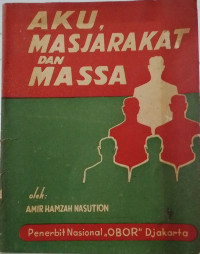 AKU,
MASJARAKAT
DAN
MASSA
oleh:
AMIR HAMZAH NASUTION
Penerbit Nasional „OBOR" Djakarta